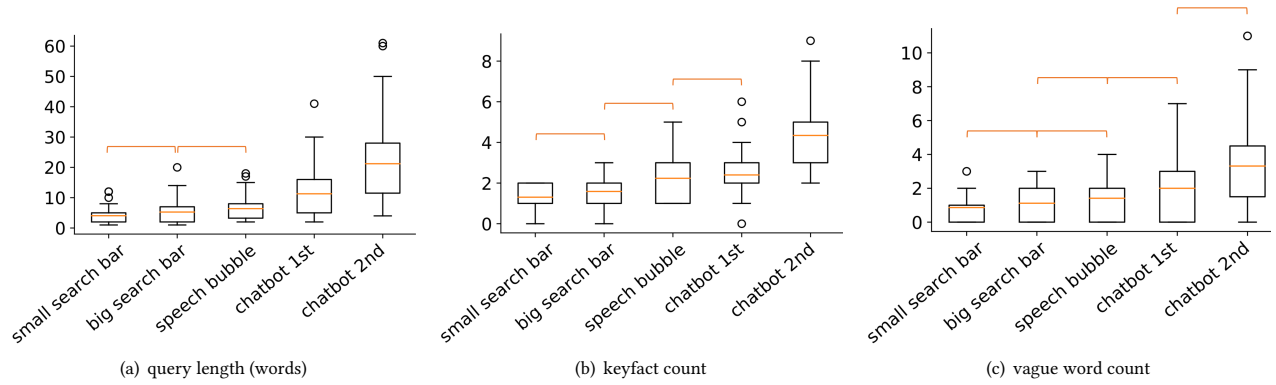 60
50
40
30
20
10
0
small search bar
big search bar
speech bubble
chatbot 1st
chatbot 2nd
(a) query length (words)
8
6
4
2
0
small search bar
big search bar
speech bubble
chatbot 1st
chatbot 2nd
(b) keyfact count
10
8
6
4
2
0
small search bar
big search bar
speech bubble
chatbot 1st
chatbot 2nd
(c) vague word count